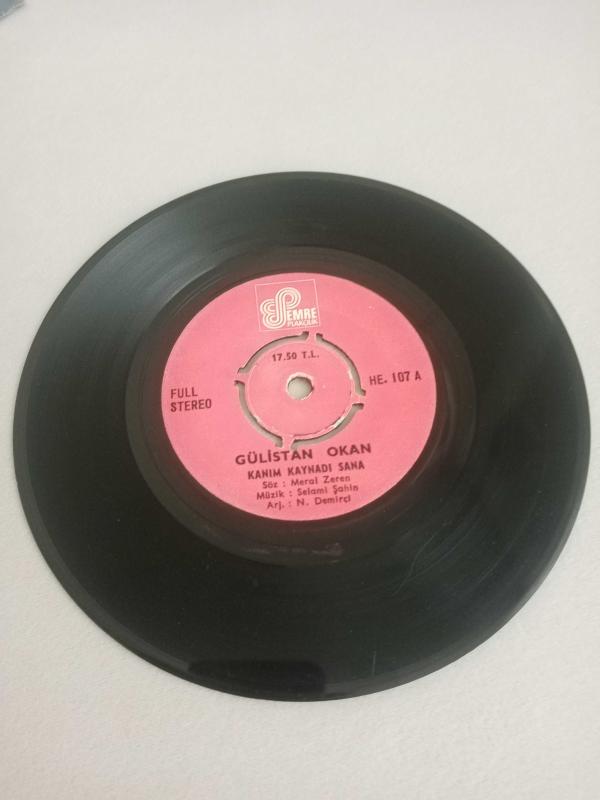 EMRE
PLAKÇILIK
17.50 T.L.
FULL
STEREO
HE. 107 A
GÜLİSTAN OKAN
KANIM KAYNADI SANA
Söz : Meral Zeren
Müzik : Selami Şahin
Arj. : N. Demirçi